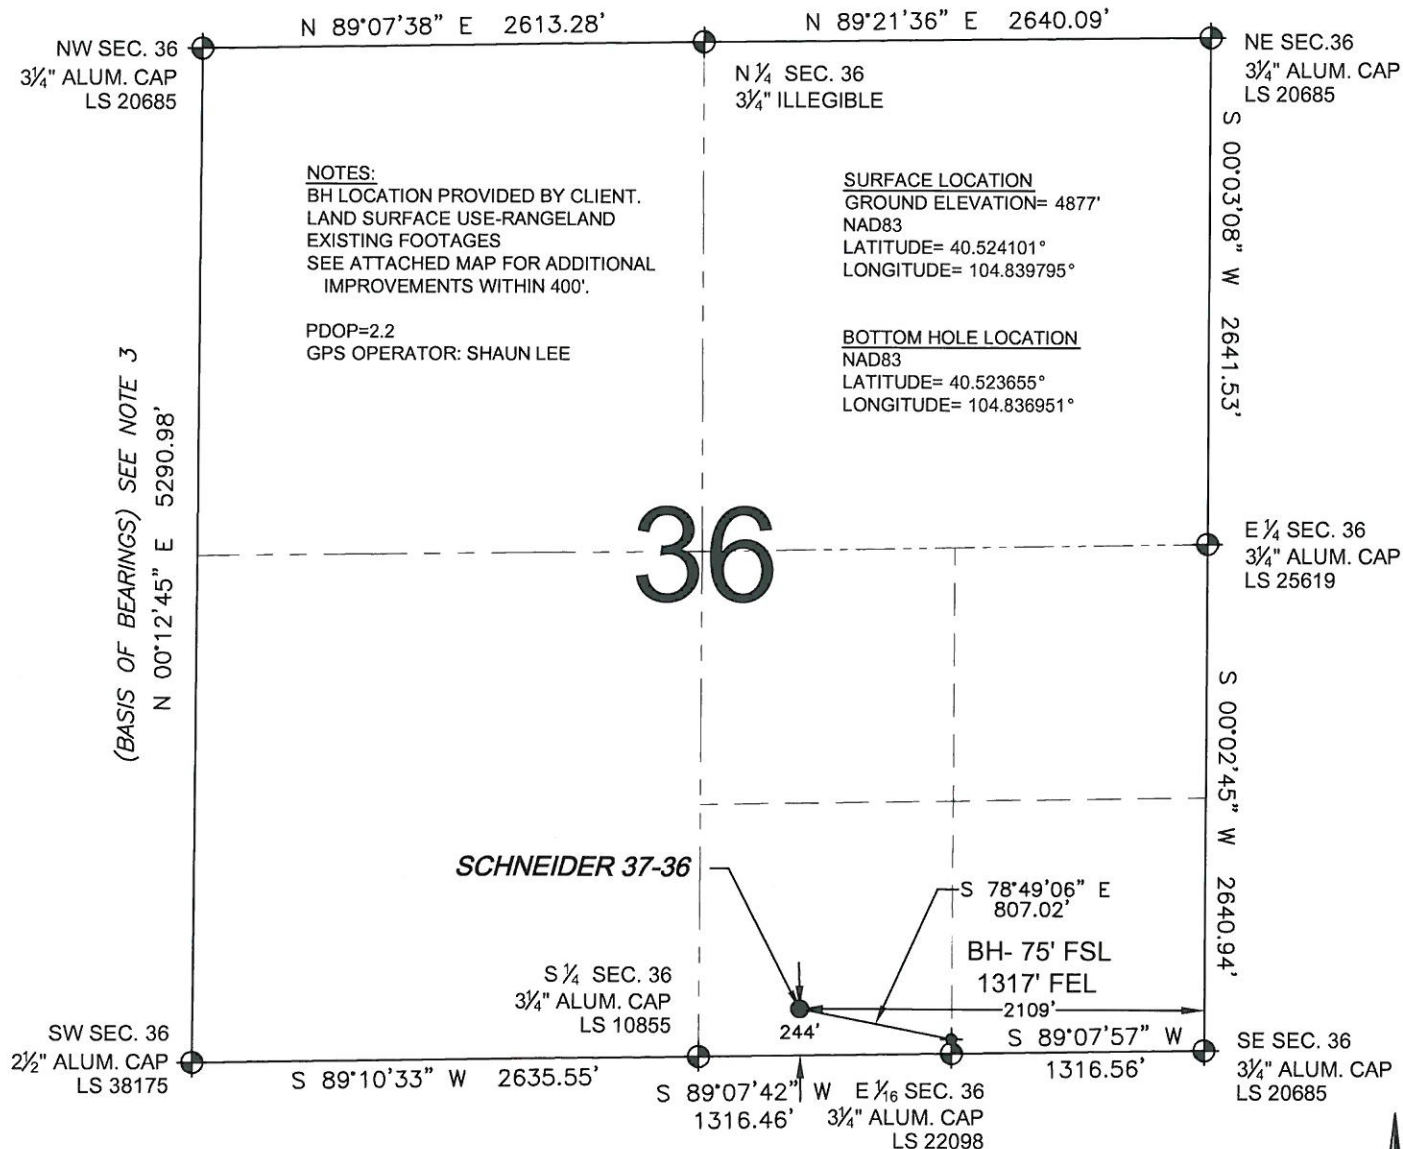 N 89°07'38" E 2613.28'
N 89°21'36" E 2640.09'
NW SEC. 36
3¼" ALUM. CAP
LS 20685
N ¼ SEC. 36
3¼" ILLEGIBLE
NE SEC.36
3¼" ALUM. CAP
LS 20685
S 00°03'08" W 2641.53'
NOTES:
BH LOCATION PROVIDED BY CLIENT.
LAND SURFACE USE-RANGELAND
EXISTING FOOTAGES
SEE ATTACHED MAP FOR ADDITIONAL
IMPROVEMENTS WITHIN 400'.
PDOP=2.2
GPS OPERATOR: SHAUN LEE
SURFACE LOCATION
GROUND ELEVATION= 4877'
NAD83
LATITUDE= 40.524101°
LONGITUDE= 104.839795°
BOTTOM HOLE LOCATION
NAD83
LATITUDE= 40.523655°
LONGITUDE= 104.836951°
(BASIS OF BEARINGS) SEE NOTE 3
N 00°12'45" E 5290.98'
36
E ¼ SEC. 36
3¼" ALUM. CAP
LS 25619
S 00°02'45" W 2640.94'
SCHNEIDER 37-36
S 78°49'06" E
807.02'
BH- 75' FSL
1317' FEL
2109'
244'
S ¼ SEC. 36
3¼" ALUM. CAP
LS 10855
SW SEC. 36
2½" ALUM. CAP
LS 38175
S 89°10'33" W 2635.55'
S 89°07'42" W
1316.46'
E 1⁄16 SEC. 36
3¼" ALUM. CAP
LS 22098
S 89°07'57" W
1316.56'
SE SEC. 36
3¼" ALUM. CAP
LS 20685